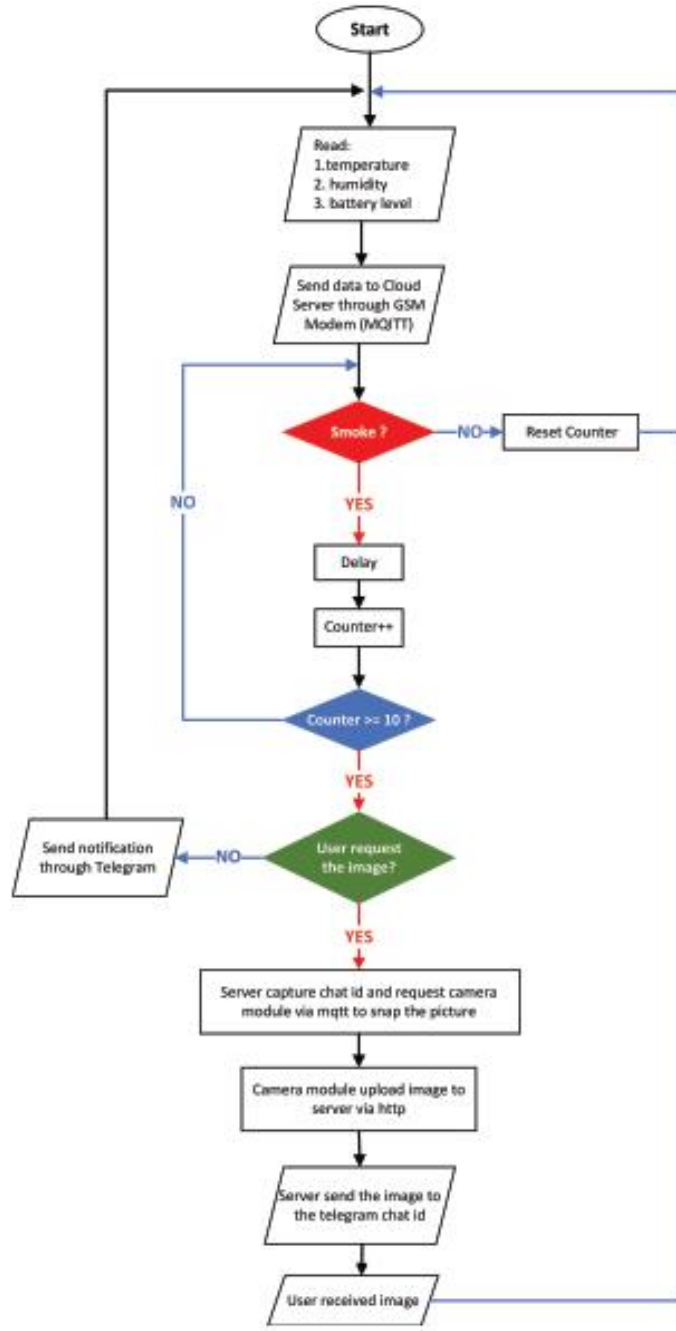 Start
Read:
1.temperature
2. humidity
3. battery level
Send data to Cloud
Server through GSM
Modem (MQITT)
Smoke ?
NO
Reset Counter
NO
YES
Delay
Counter++
Counter >= 10 ?
YES
Send notification
through Telegram
NO
User request
the image?
YES
Server capture chat id and request camera
module via mqtt to snap the picture
Camera module upload image to
server via http
Server send the image to
the telegram chat id
User received image